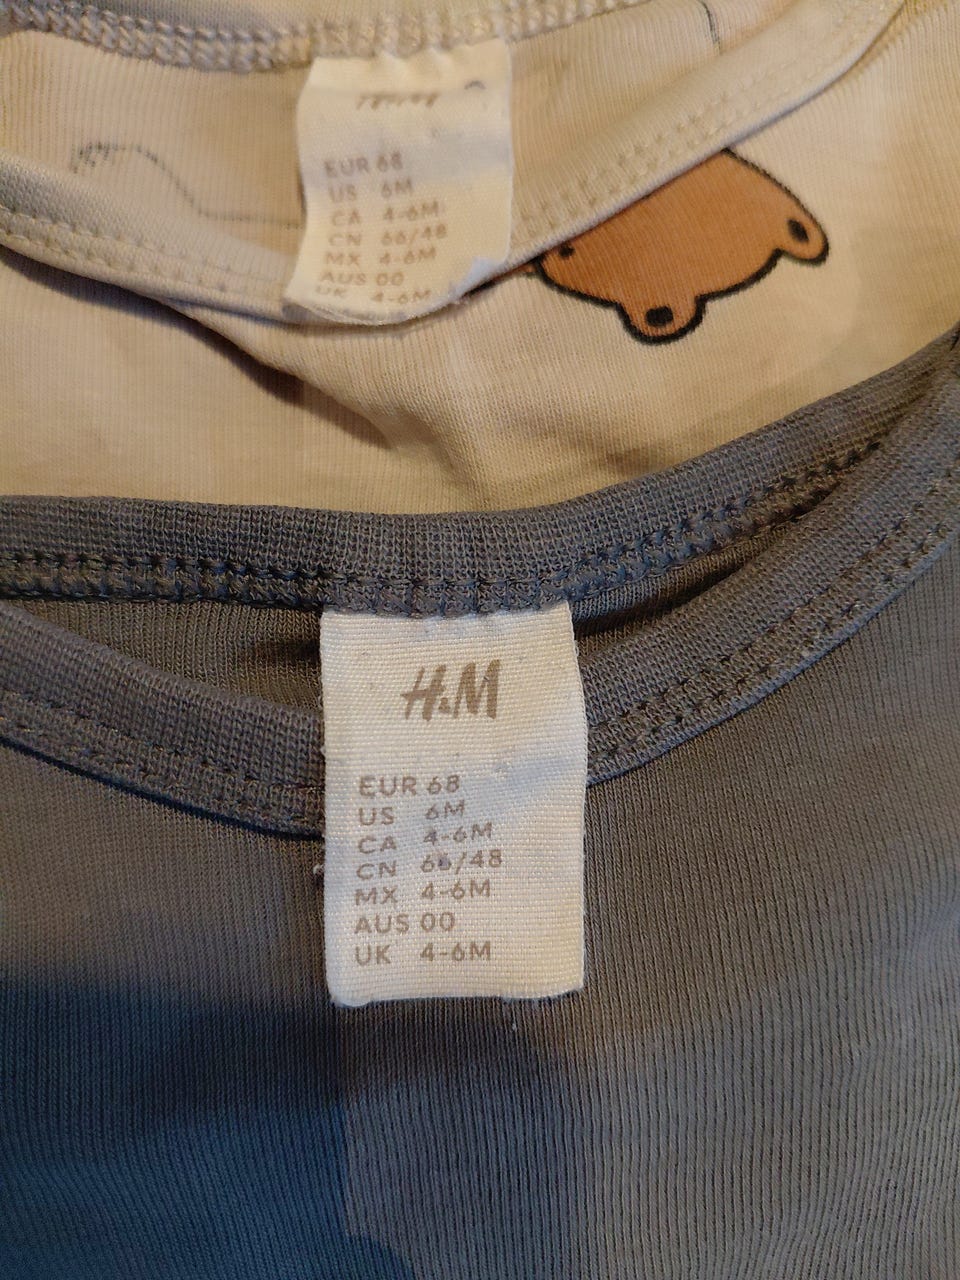 EUR 68
US 6M
CA 4-6M
CN 66/48
MX 4-6M
AUS 00
UK 4-6M
H&M
EUR 68
US 6M
CA 4-6M
CN 66/48
MX 4-6M
AUS 00
UK 4-6M